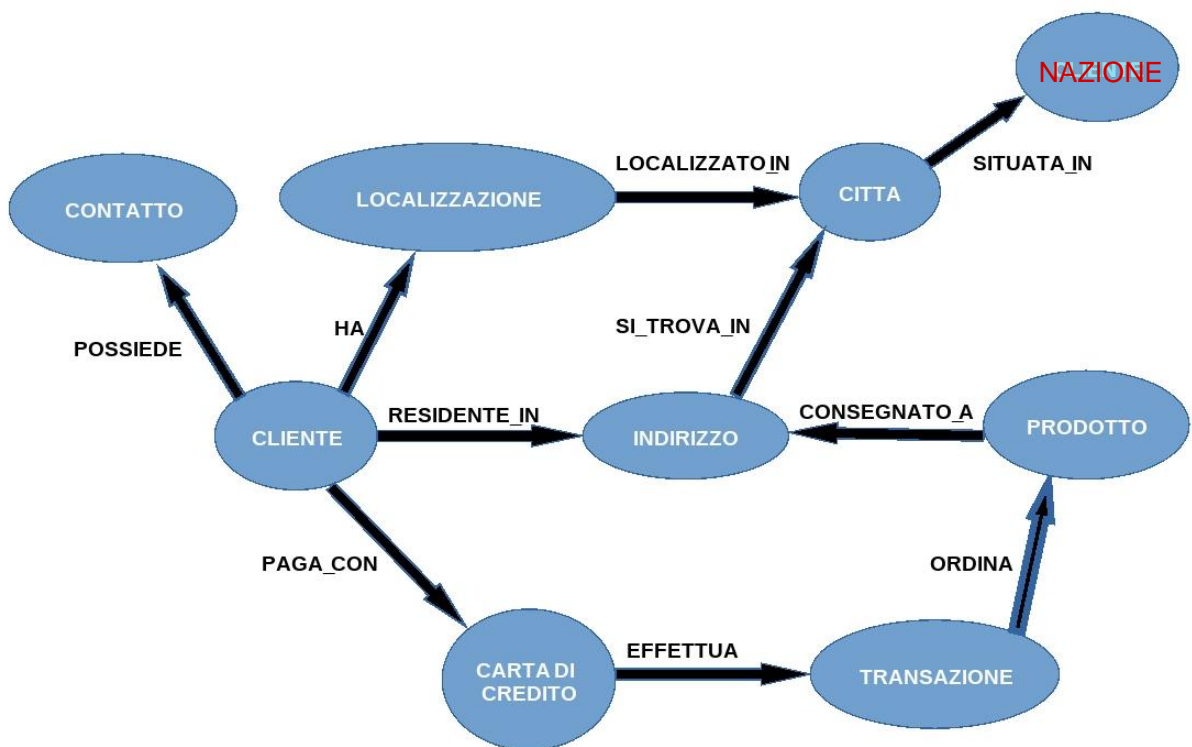 NAZIONE
LOCALIZZATO_IN
SITUATA_IN
CONTATTO
LOCALIZZAZIONE
CITTA
HA
SI_TROVA_IN
POSSIEDE
RESIDENTE_IN
CONSEGNATO_A
CLIENTE
INDIRIZZO
PRODOTTO
PAGA_CON
ORDINA
EFFETTUA
CARTA DI
CREDITO
TRANSAZIONE